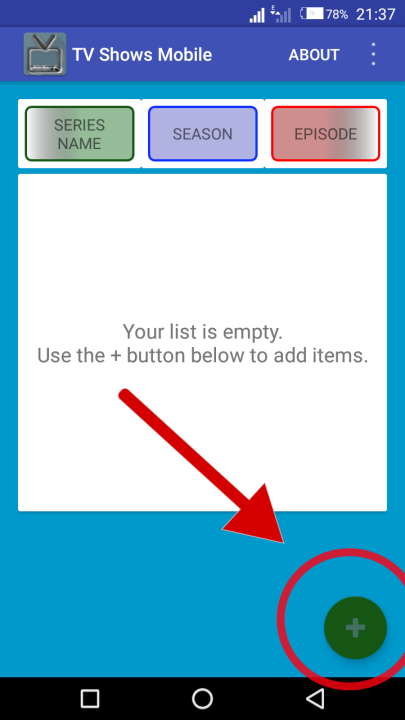 78% 21:37
TV Shows Mobile ABOUT
SERIES
NAME
SEASON
EPISODE
Your list is empty.
Use the + button below to add items.
+